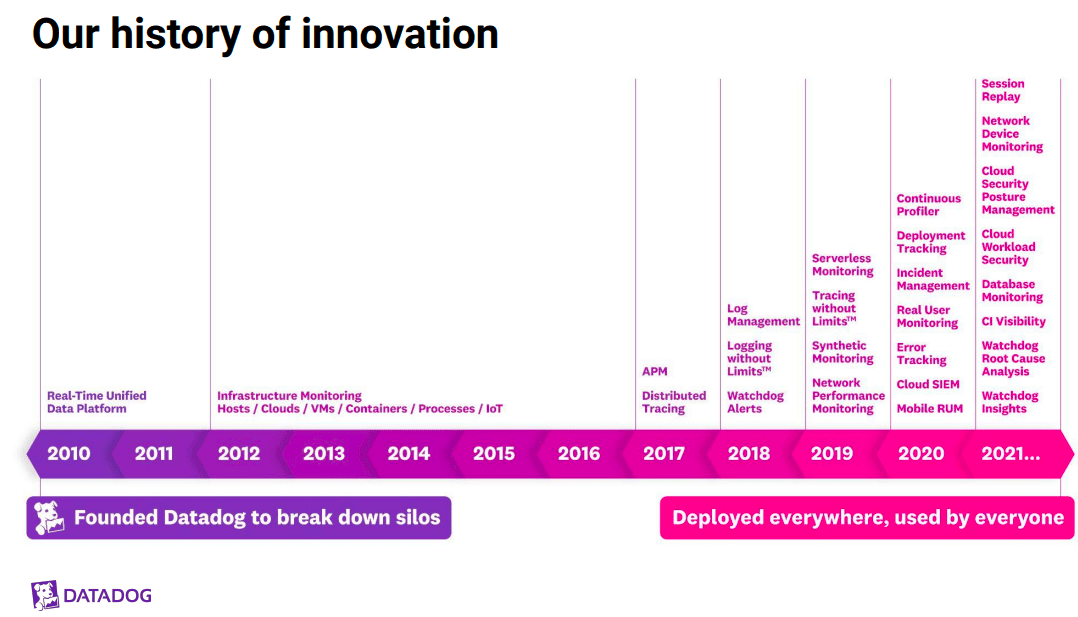 Our history of innovation
Real-Time Unified
Data Platform
Infrastructure Monitoring
Hosts / Clouds / VMs / Containers / Processes / IoT
APM
Distributed
Tracing
Log
Management
Logging
without
Limits™
Watchdog
Alerts
Serverless
Monitoring
Tracing
without
Limits™
Synthetic
Monitoring
Network
Performance
Monitoring
Continuous
Profiler
Deployment
Tracking
Incident
Management
Real User
Monitoring
Error
Tracking
Cloud SIEM
Mobile RUM
Session
Replay
Network
Device
Monitoring
Cloud
Security
Posture
Management
Cloud
Workload
Security
Database
Monitoring
CI Visibility
Watchdog
Root Cause
Analysis
Watchdog
Insights
2010 2011 2012 2013 2014 2015 2016 2017 2018 2019 2020 2021...
Founded Datadog to break down silos
Deployed everywhere, used by everyone
DATADOG